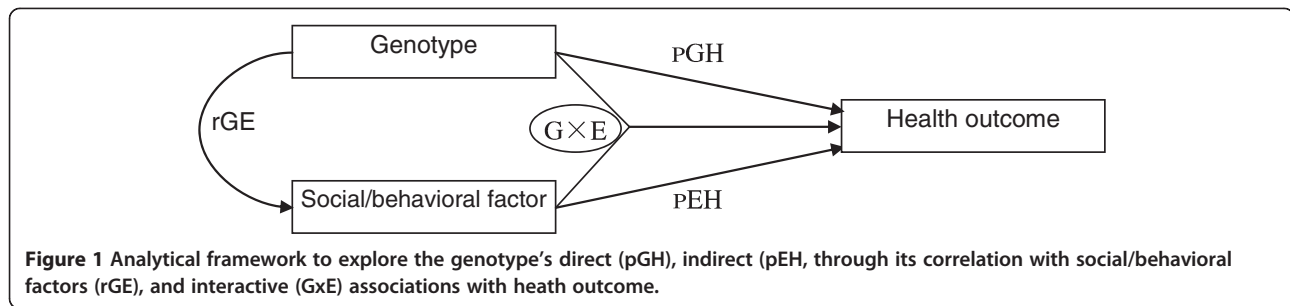 Genotype
pGH
rGE
G×E
Health outcome
Social/behavioral factor
pEH
Figure 1 Analytical framework to explore the genotype's direct (pGH), indirect (pEH, through its correlation with social/behavioral
factors (rGE), and interactive (GxE) associations with heath outcome.